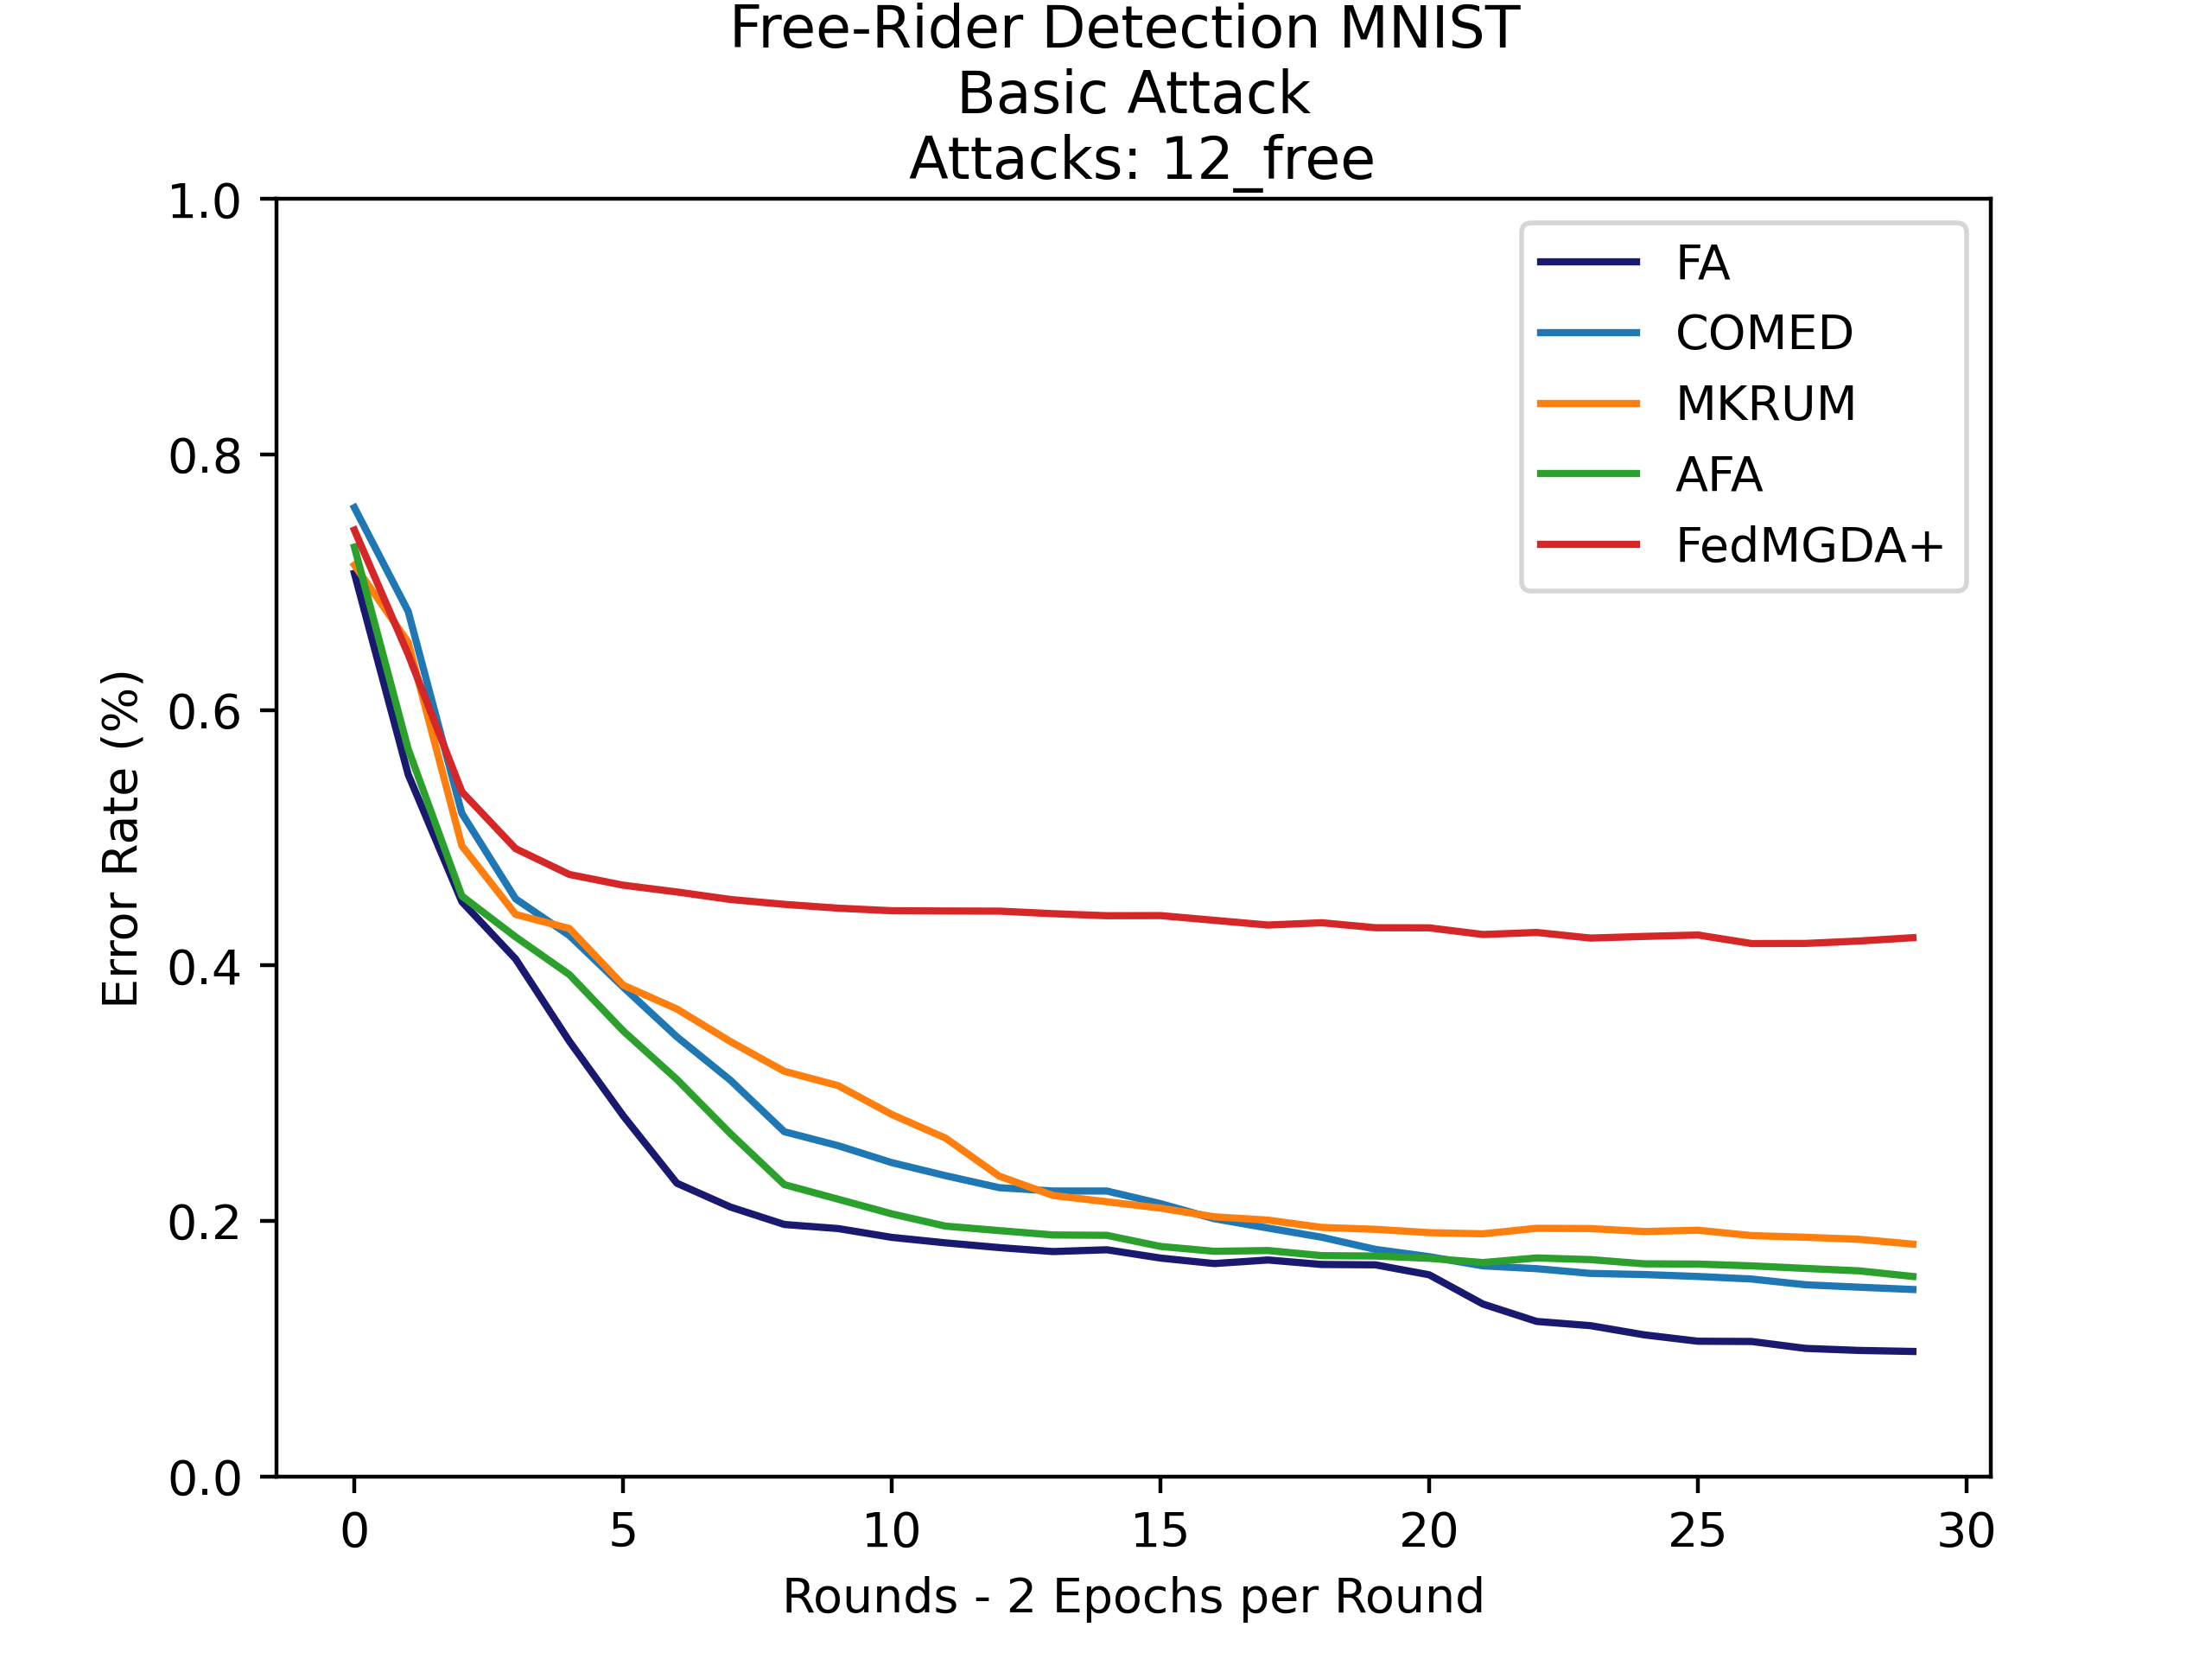 Free-Rider Detection MNIST
Basic Attack
Attacks: 12_free
1.0
0.8
0.6
0.4
0.2
0.0
Error Rate (%)
FA
COMED
MKRUM
AFA
FedMGDA+
0 5 10 15 20 25 30
Rounds - 2 Epochs per Round